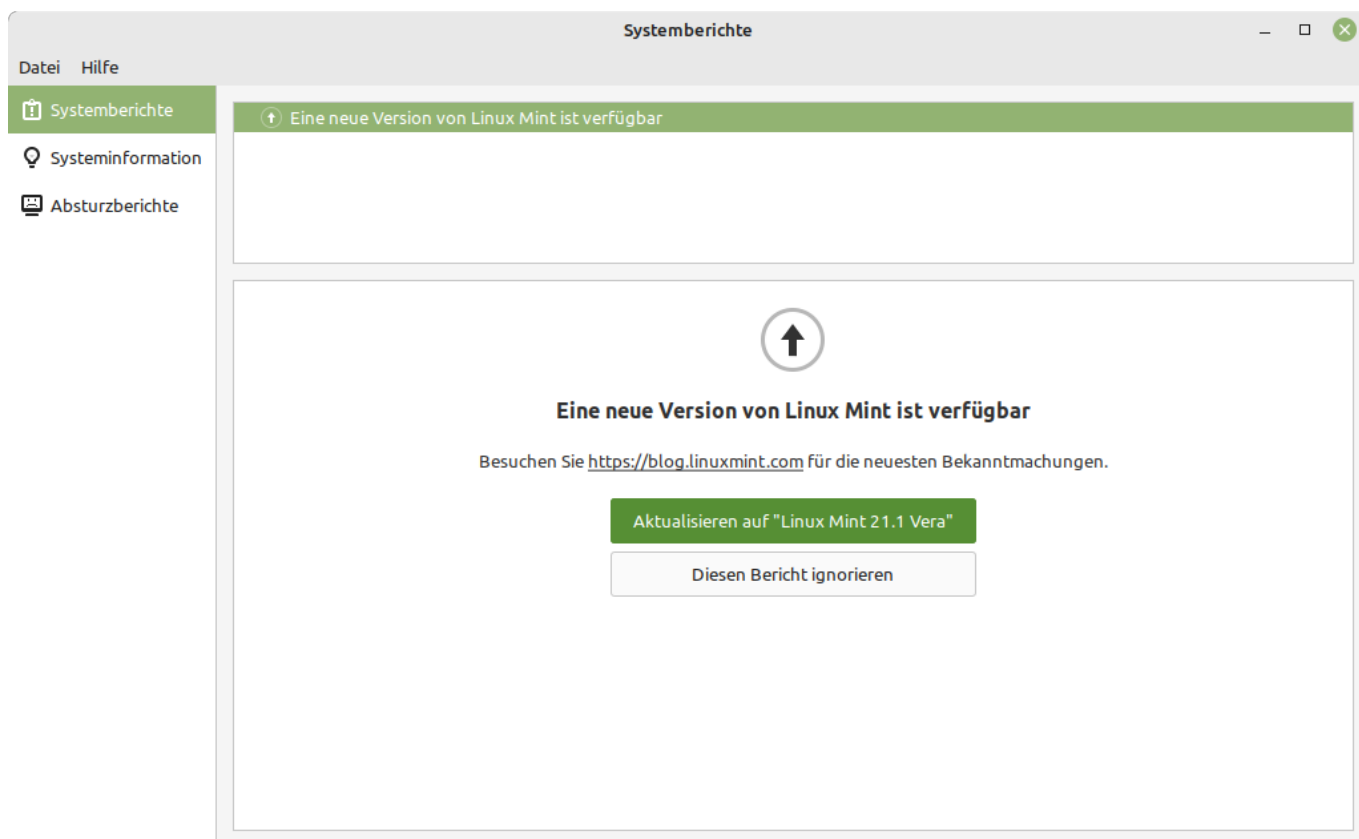 Systemberichte
Datei Hilfe
Systemberichte
Systeminformation
Absturzberichte
Eine neue Version von Linux Mint ist verfügbar
Eine neue Version von Linux Mint ist verfügbar
Besuchen Sie https://blog.linuxmint.com für die neuesten Bekanntmachungen.
Aktualisieren auf "Linux Mint 21.1 Vera"
Diesen Bericht ignorieren